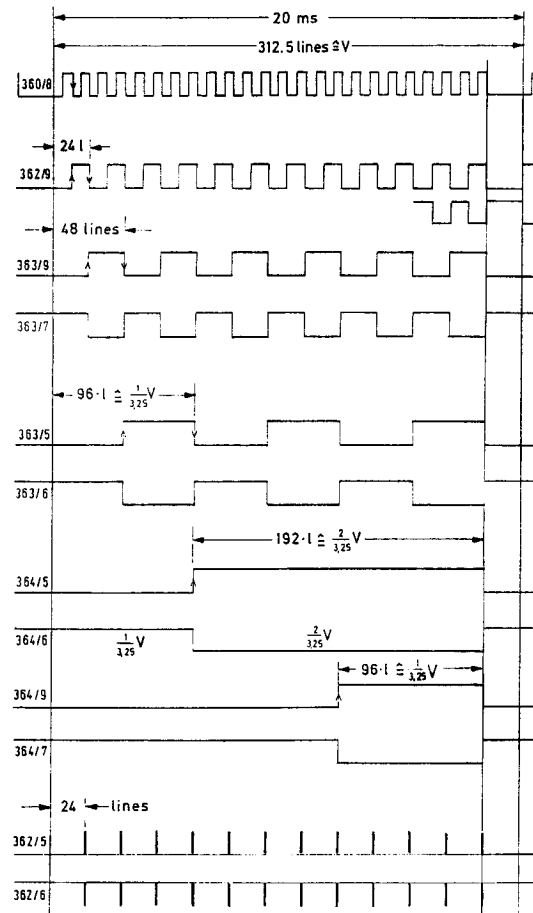 20 ms
312.5 lines ≙ V
360/8
24 l
362/9
48 lines
363/9
363/7
96·l ≙ 1/3,25 V
363/5
363/6
192·l ≙ 2/3,25 V
364/5
364/6
1/3,25 V
2/3,25 V
96·l ≙ 1/3,25 V
364/9
364/7
24 lines
362/5
362/6